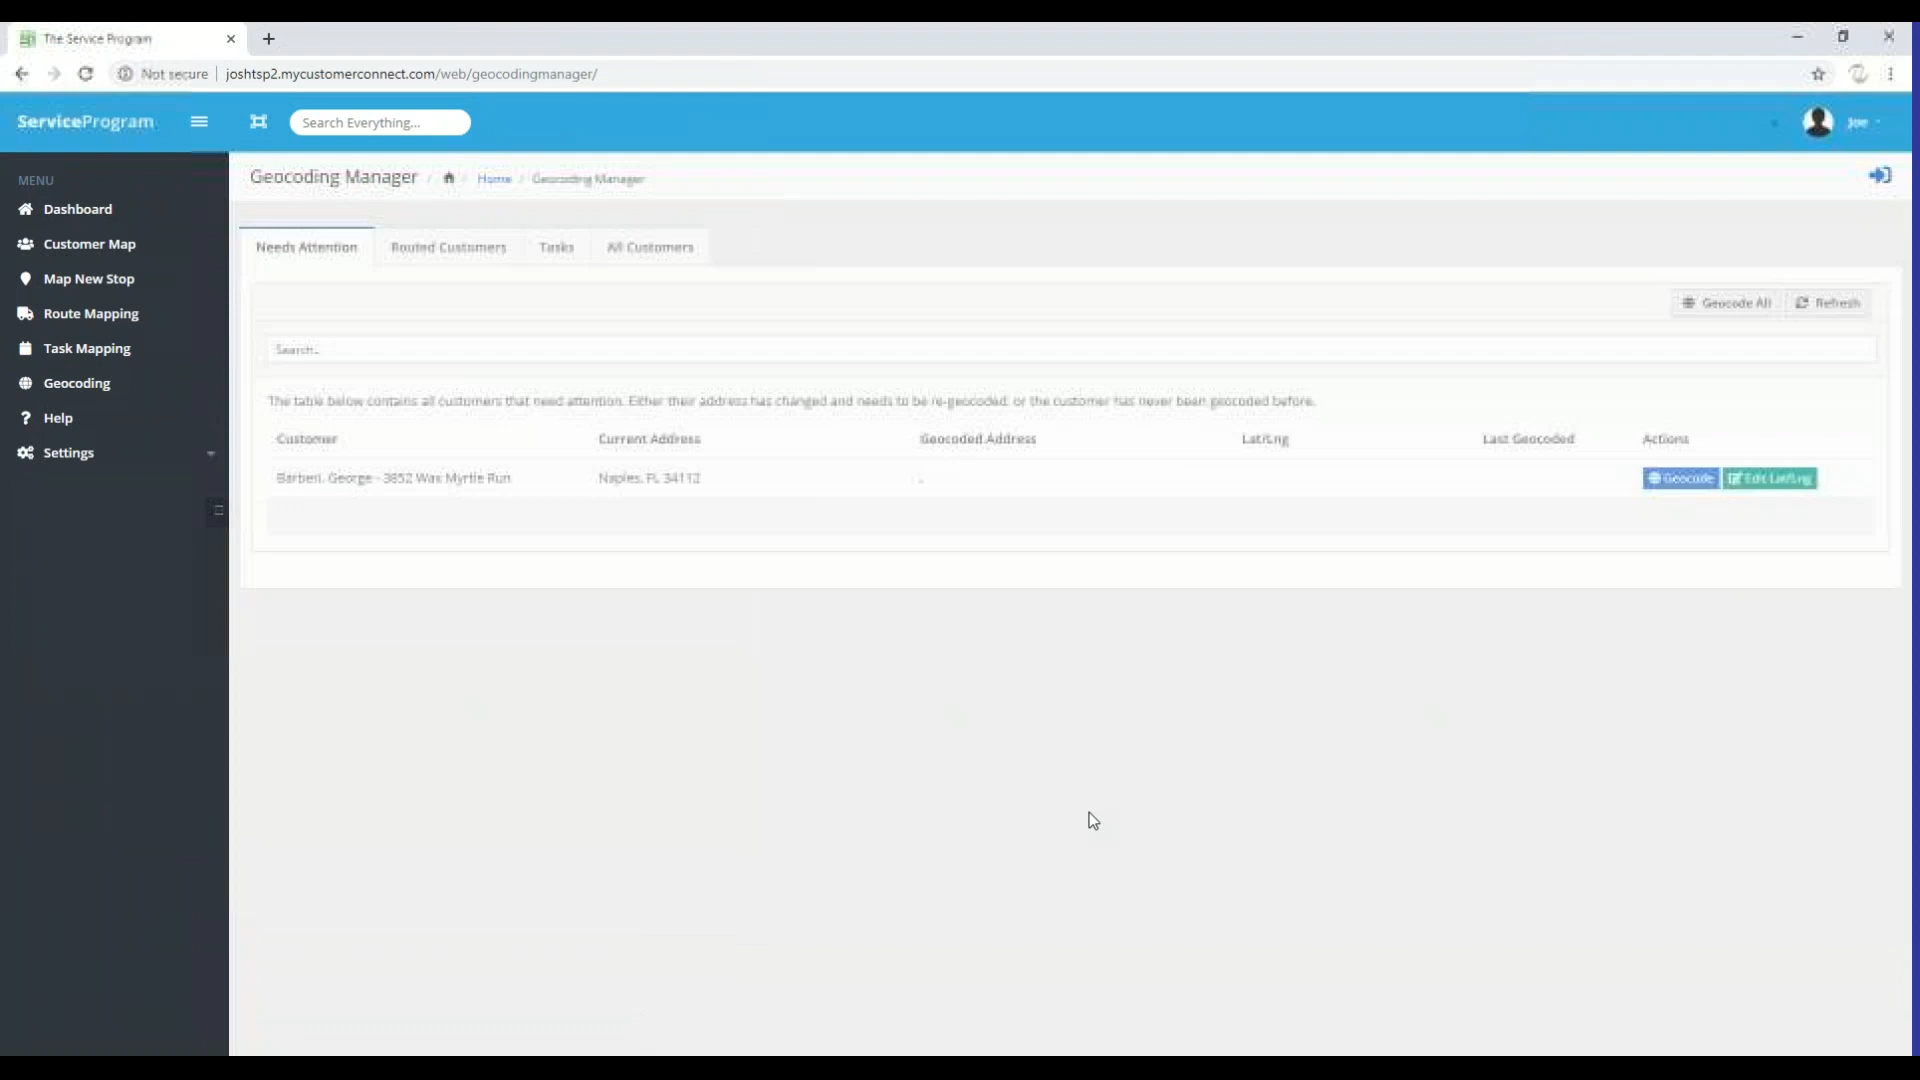 The Service Program
Not secure joshtsp2.mycustomerconnect.com/web/geocodingmanager/
ServiceProgram
Search Everything...
Joe
MENU
Dashboard
Customer Map
Map New Stop
Route Mapping
Task Mapping
Geocoding
Help
Settings
Geocoding Manager / / Home / Geocoding Manager
Needs Attention Routed Customers Tasks All Customers
Geocode All Refresh
Search...
The table below contains all customers that need attention. Either their address has changed and needs to be re-geocoded, or the customer has never been geocoded before.
Customer Current Address Geocoded Address Lat/Lng Last Geocoded Actions
Barberi, George - 3852 Wax Myrtle Run Naples, FL 34112 , Geocode Edit Lat/Lng